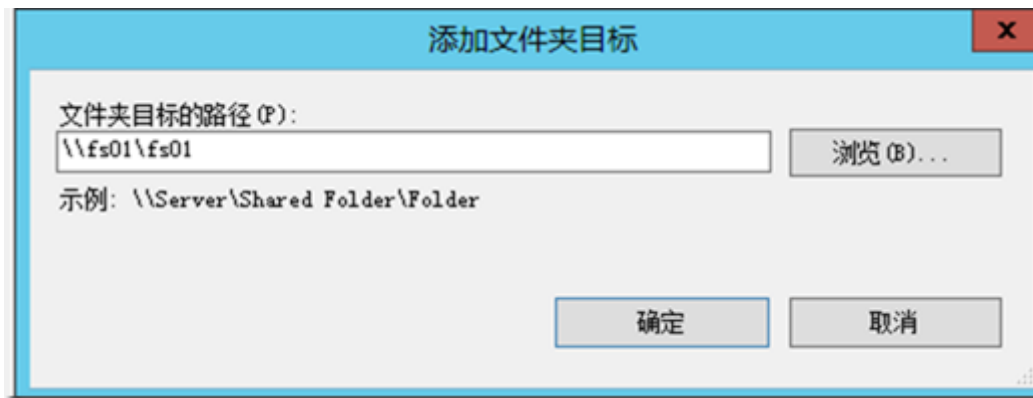 添加文件夹目标
x
文件夹目标的路径(P):
\\fs01\fs01
浏览(B)...
示例: \\Server\Shared Folder\Folder
确定
取消